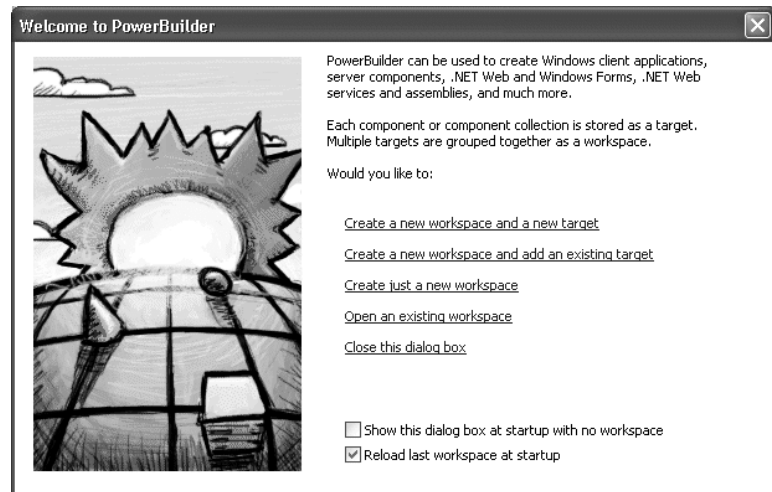 Welcome to PowerBuilder
PowerBuilder can be used to create Windows client applications,
server components, .NET Web and Windows Forms, .NET Web
services and assemblies, and much more.
Each component or component collection is stored as a target.
Multiple targets are grouped together as a workspace.
Would you like to:
Create a new workspace and a new target
Create a new workspace and add an existing target
Create just a new workspace
Open an existing workspace
Close this dialog box
Show this dialog box at startup with no workspace
Reload last workspace at startup